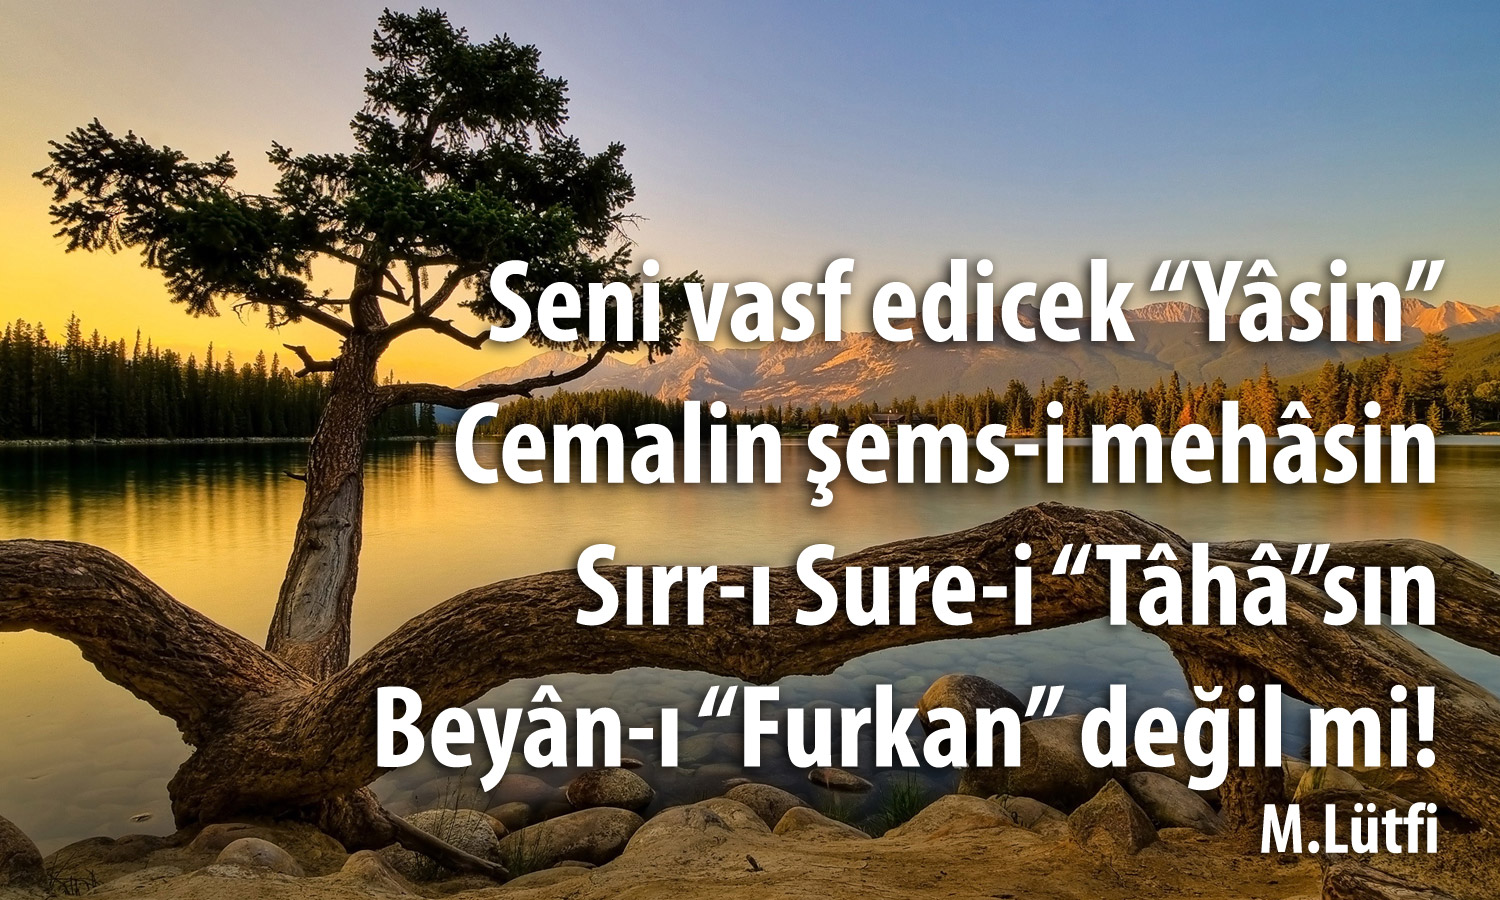 Seni vasf edicek “Yâsin”
Cemalin şems-i mehâsin
Sırr-ı Sure-i “Tâhâ”sın
Beyân-ı “Furkan” değil mi!
M.Lütfi